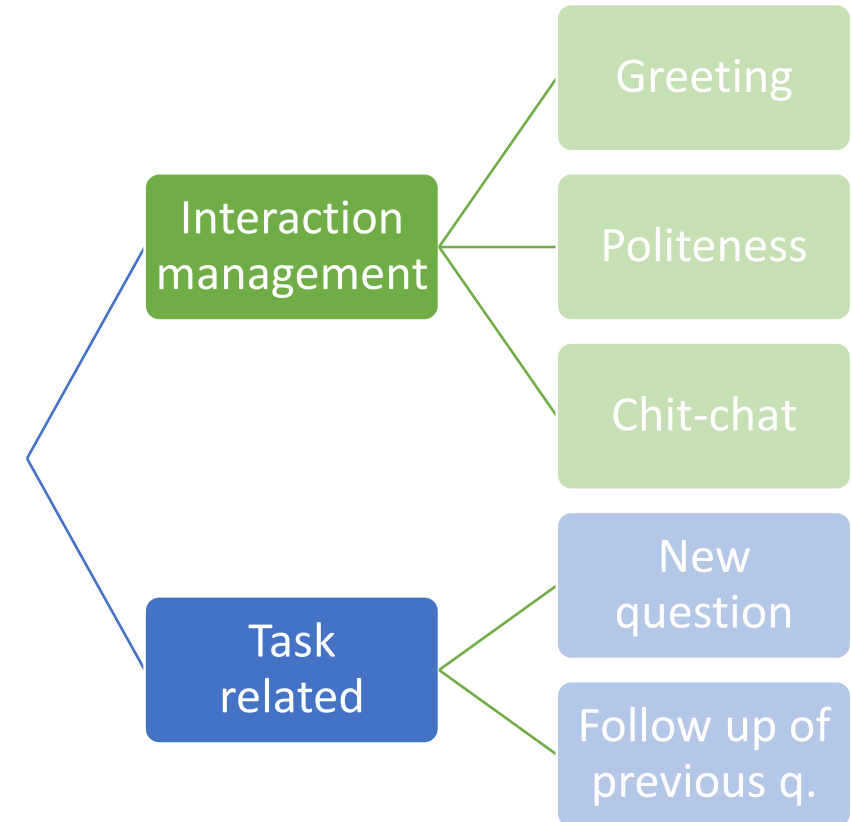 Greeting
Interaction
management
Politeness
Chit-chat
New
question
Task
related
Follow up of
previous q.